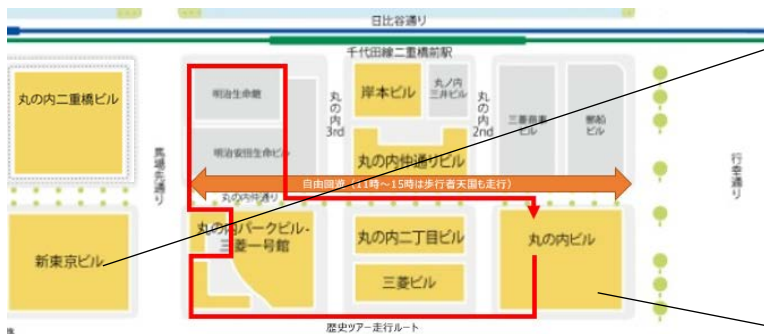 日比谷通り
千代田線二重橋前駅
丸の内二重橋ビル
明治生命館
明治安田生命ビル
丸の内3rd
岸本ビル
丸ノ内
三井ビル
丸の内2nd
三菱商事
ビル
郵船
ビル
馬場先通り
行幸通り
丸の内仲通りビル
自由回遊(11時～15時は歩行者天国も走行)
丸の内仲通り
新東京ビル
丸の内パークビル・
三菱一号館
丸の内二丁目ビル
三菱ビル
丸の内ビル
歴史ツアー走行ルート